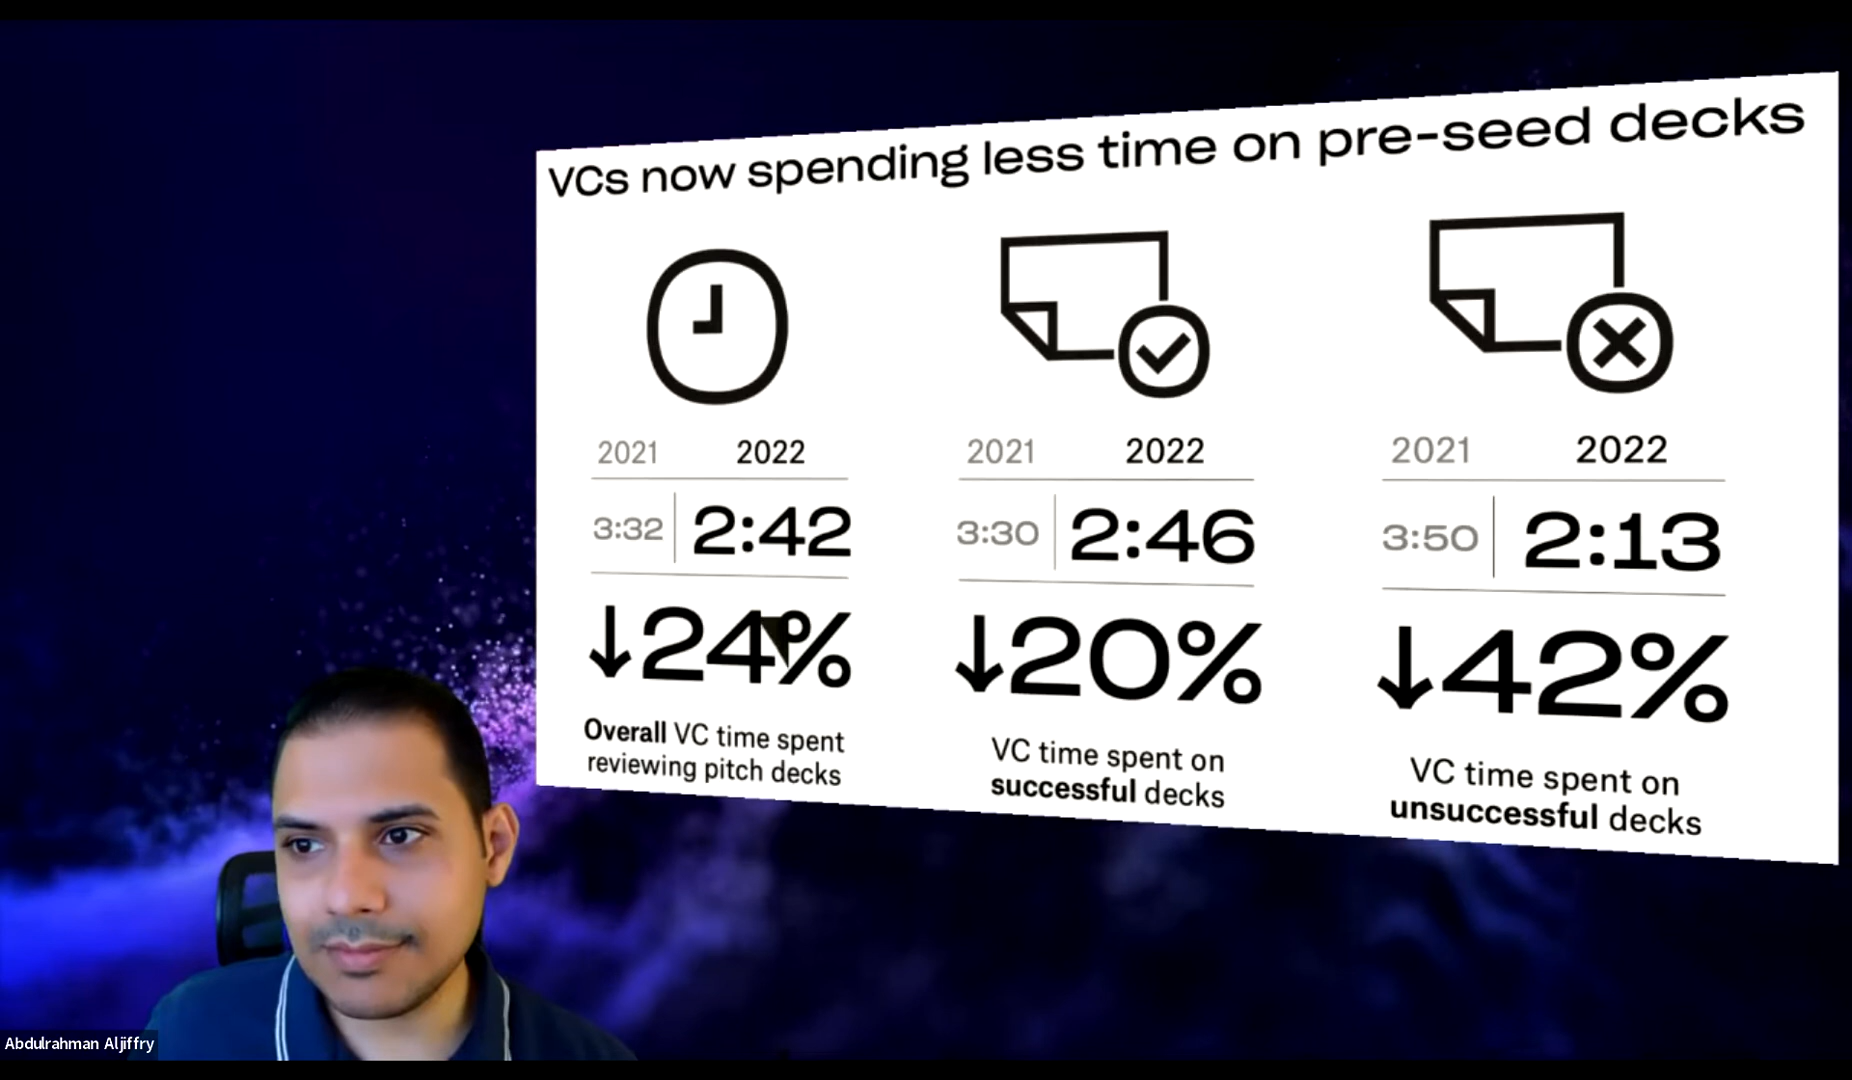 VCs now spending less time on pre-seed decks
2021 2022
3:32 2:42
↓24%
Overall VC time spent
reviewing pitch decks
2021 2022
3:30 2:46
↓20%
VC time spent on
successful decks
2021 2022
3:50 2:13
↓42%
VC time spent on
unsuccessful decks
Abdulrahman Aljiffry